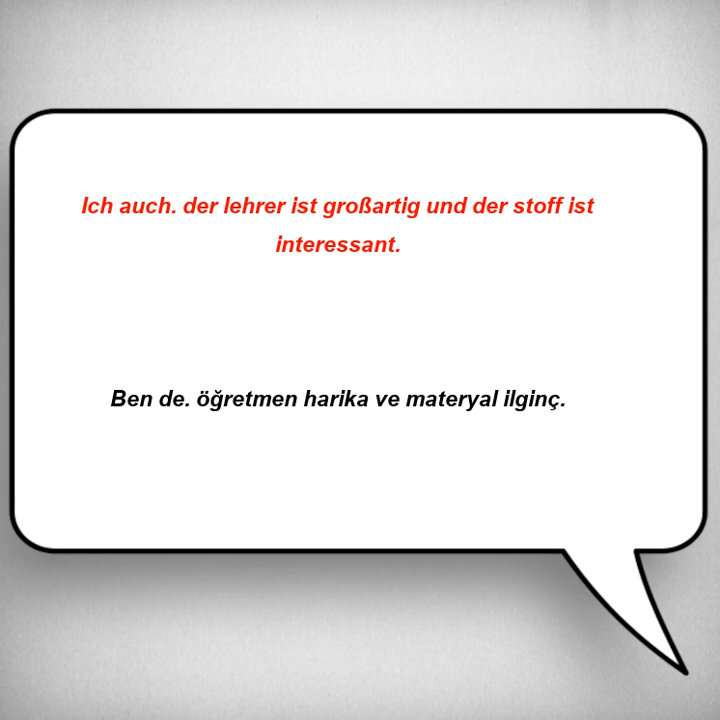 Ich auch. der lehrer ist großartig und der stoff ist
interessant.
Ben de. öğretmen harika ve materyal ilginç.